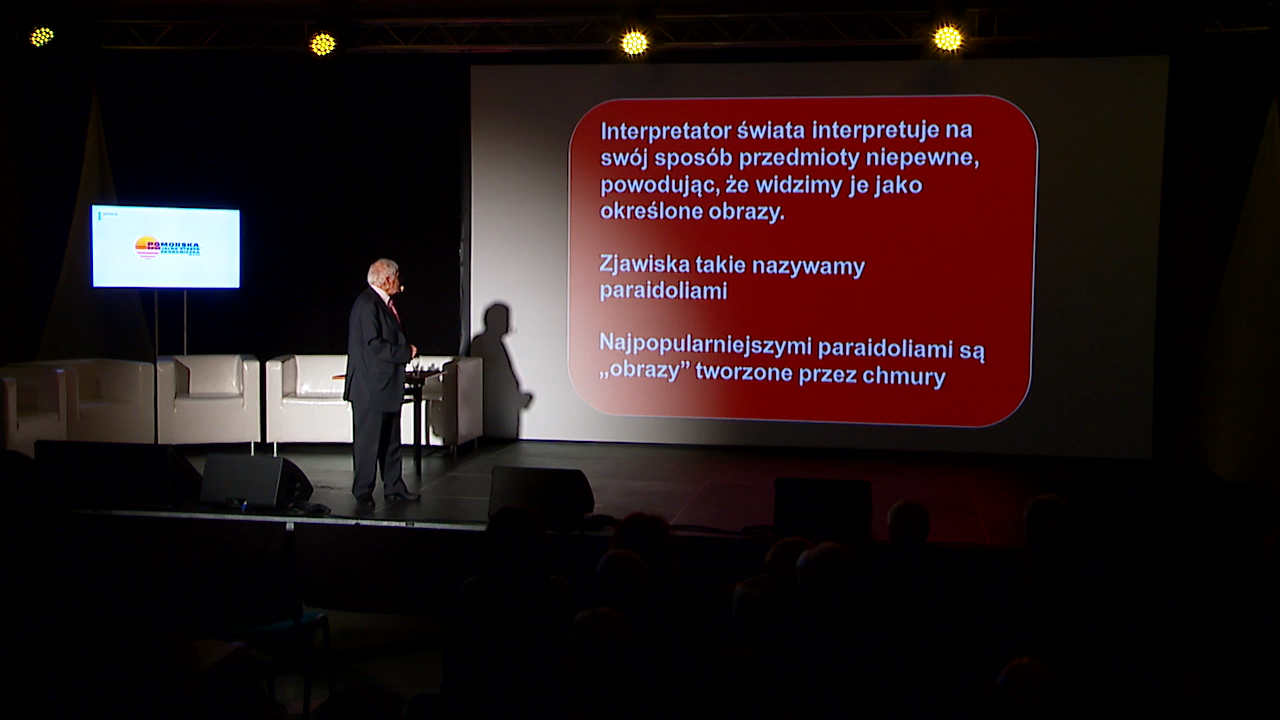 Interpretator świata interpretuje na
swój sposób przedmioty niepewne,
powodując, że widzimy je jako
określone obrazy.
Zjawiska takie nazywamy
paraidoliami
Najpopularniejszymi paraidoliami są
„obrazy” tworzone przez chmury
POMORSKA